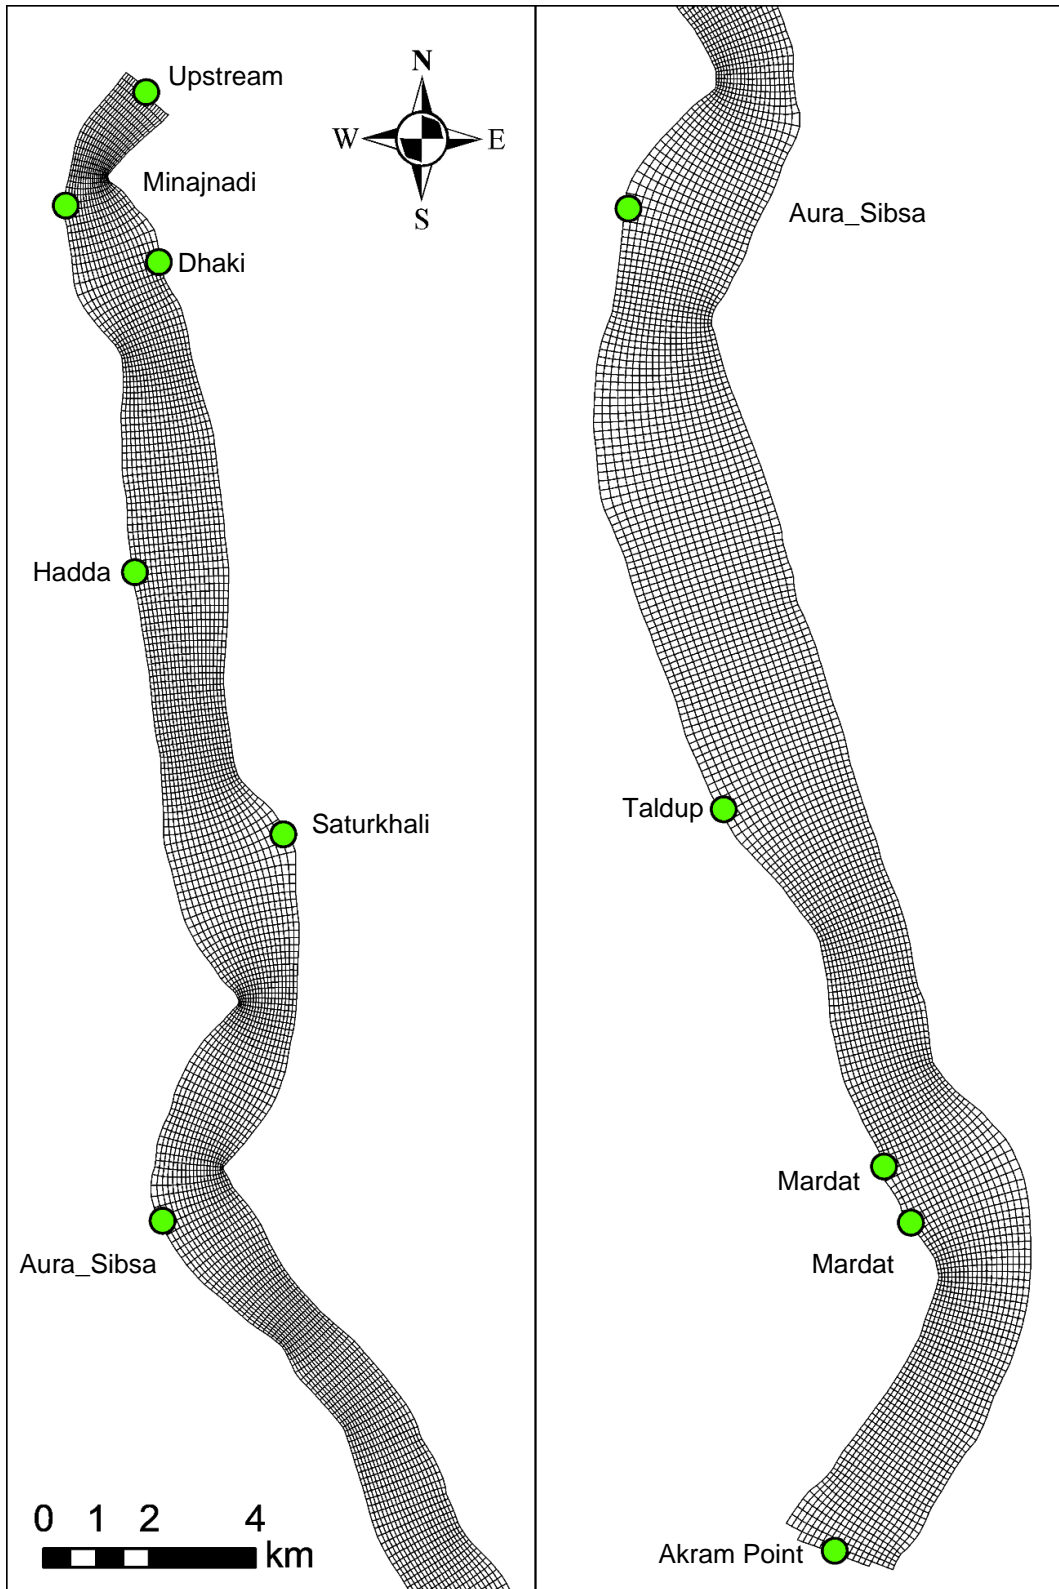 Upstream
N
W
E
S
Minajnadi
Dhaki
Hadda
Saturkhali
Aura_Sibsa
0 1 2 4
km
Aura_Sibsa
Taldup
Mardat
Mardat
Akram Point